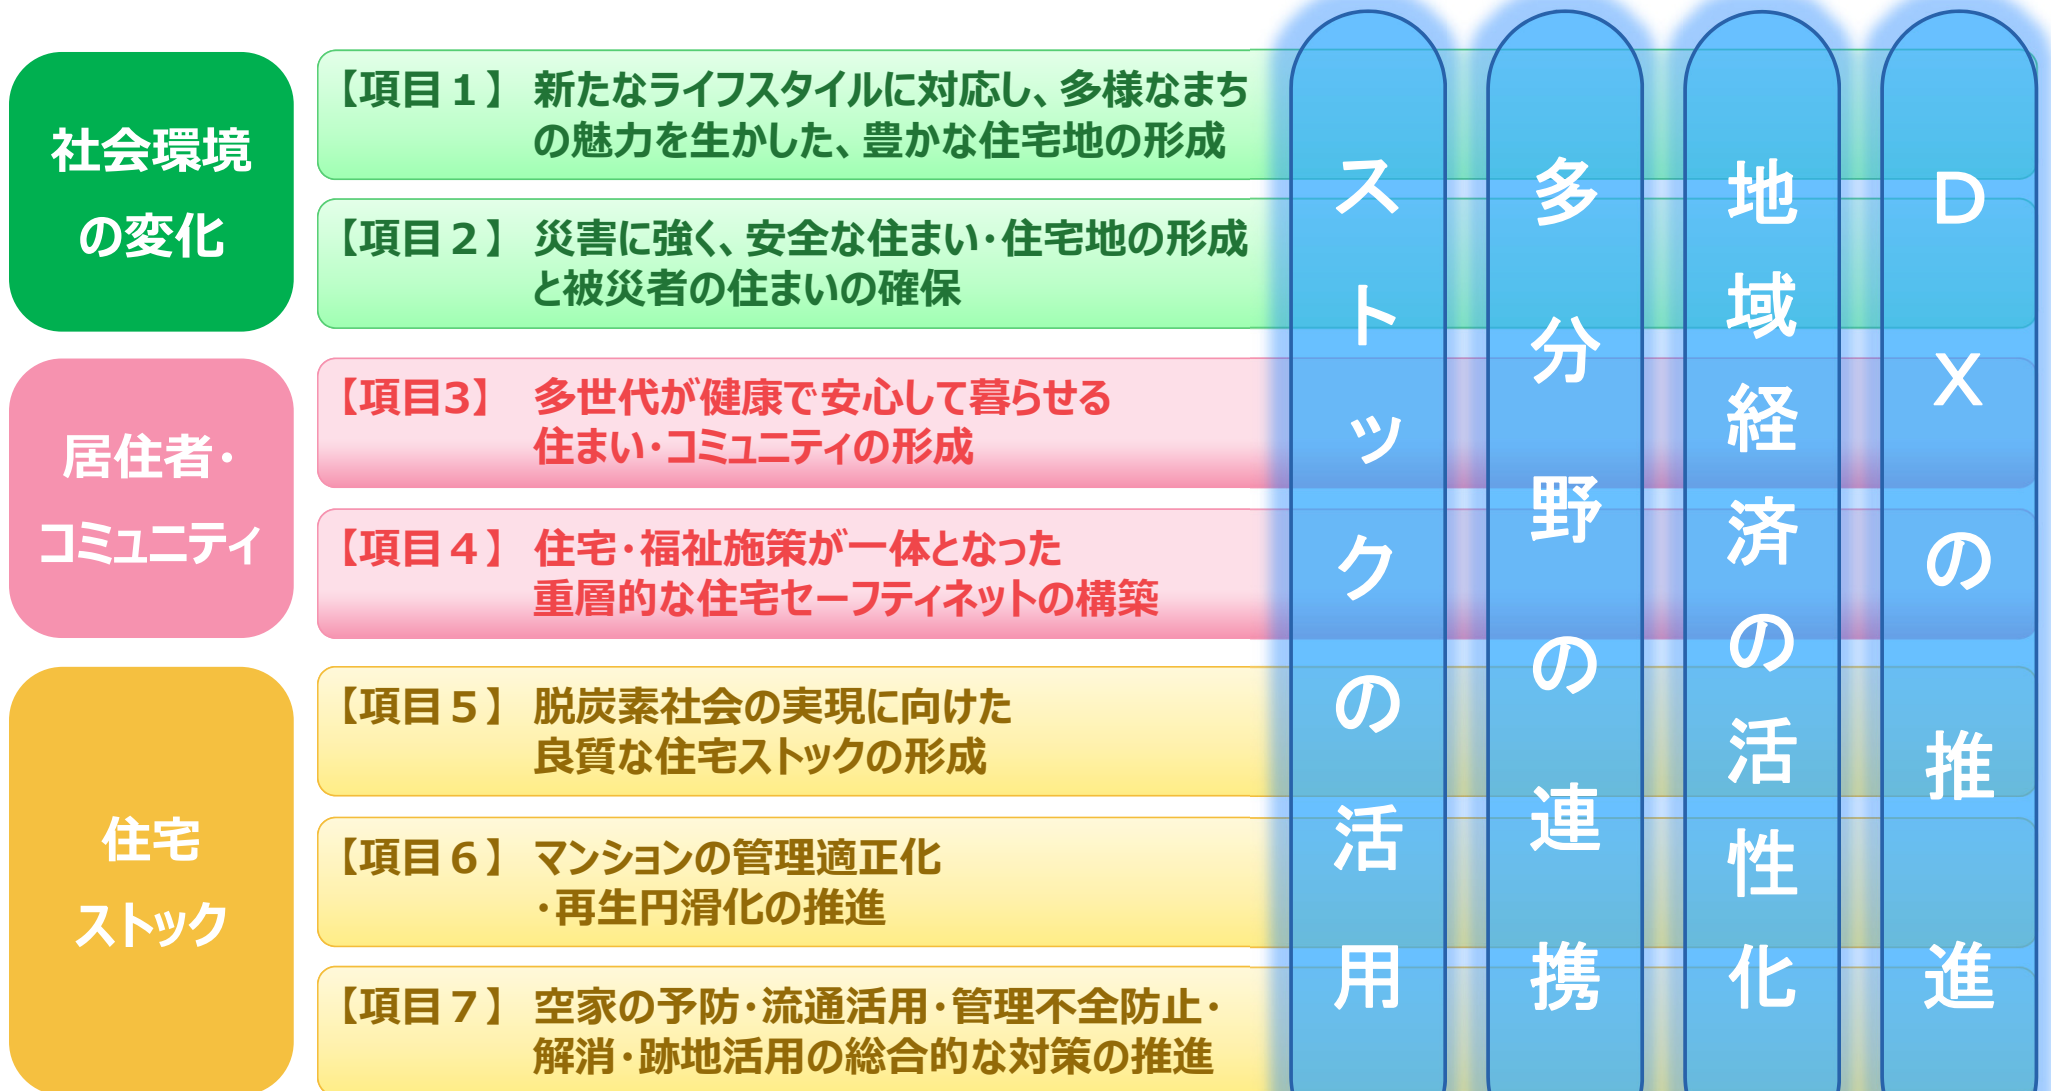 社会環境
の変化
【項目１】 新たなライフスタイルに対応し、多様なまち
の魅力を生かした、豊かな住宅地の形成
【項目２】 災害に強く、安全な住まい・住宅地の形成
と被災者の住まいの確保
居住者・
コミュニティ
【項目3】 多世代が健康で安心して暮らせる
住まい・コミュニティの形成
【項目４】 住宅・福祉施策が一体となった
重層的な住宅セーフティネットの構築
住宅
ストック
【項目５】 脱炭素社会の実現に向けた
良質な住宅ストックの形成
【項目６】 マンションの管理適正化
・再生円滑化の推進
【項目７】 空家の予防・流通活用・管理不全防止・
解消・跡地活用の総合的な対策の推進
ストックの活用
多分野の連携
地域経済の活性化
ＤＸの推進